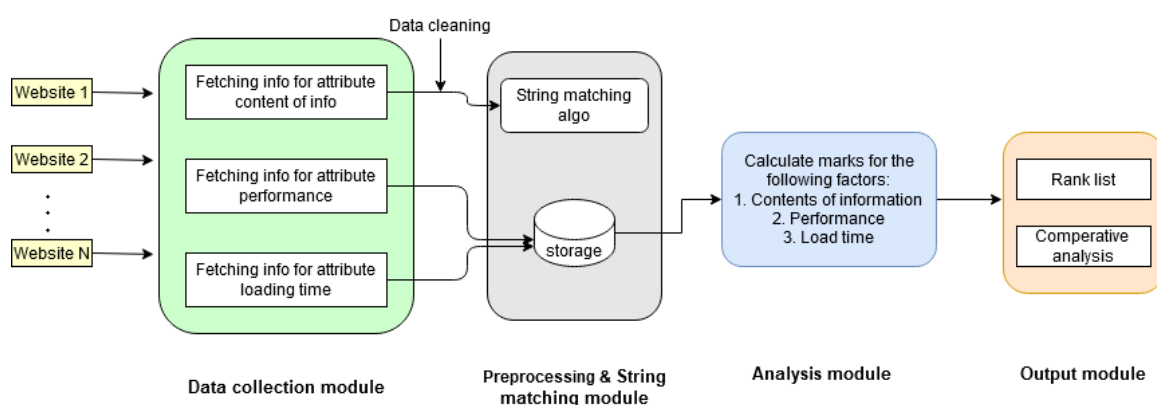 Data cleaning
Website 1
Website 2
.
.
.
Website N
Fetching info for attribute
content of info
Fetching info for attribute
performance
Fetching info for attribute
loading time
String matching
algo
storage
Calculate marks for the
following factors:
1. Contents of information
2. Performance
3. Load time
Rank list
Comperative
analysis
Data collection module
Preprocessing & String
matching module
Analysis module
Output module